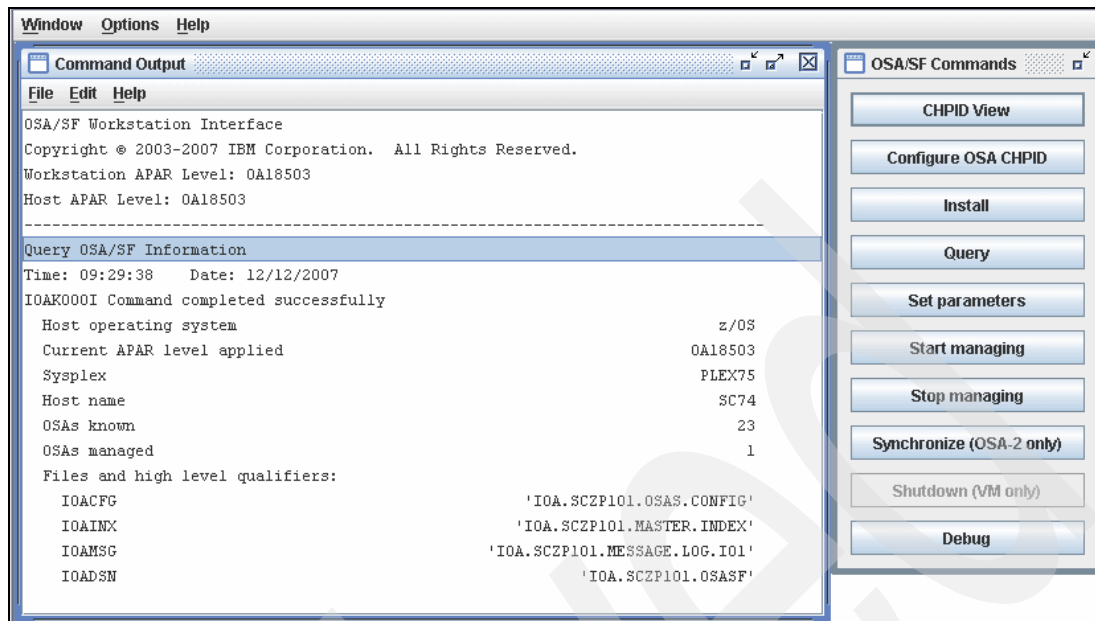 Window Options Help
Command Output
File Edit Help
OSA/SF Workstation Interface
Copyright © 2003-2007 IBM Corporation. All Rights Reserved.
Workstation APAR Level: OA18503
Host APAR Level: OA18503
--------------------------------------------------------------------------------
Query OSA/SF Information
Time: 09:29:38 Date: 12/12/2007
IOAK000I Command completed successfully
Host operating system z/OS
Current APAR level applied OA18503
Sysplex PLEX75
Host name SC74
OSAs known 23
OSAs managed 1
Files and high level qualifiers:
IOACFG 'IOA.SCZP101.OSAS.CONFIG'
IOAINX 'IOA.SCZP101.MASTER.INDEX'
IOAMSG 'IOA.SCZP101.MESSAGE.LOG.IO1'
IOADSN 'IOA.SCZP101.OSASF'
OSA/SF Commands
CHPID View
Configure OSA CHPID
Install
Query
Set parameters
Start managing
Stop managing
Synchronize (OSA-2 only)
Shutdown (VM only)
Debug